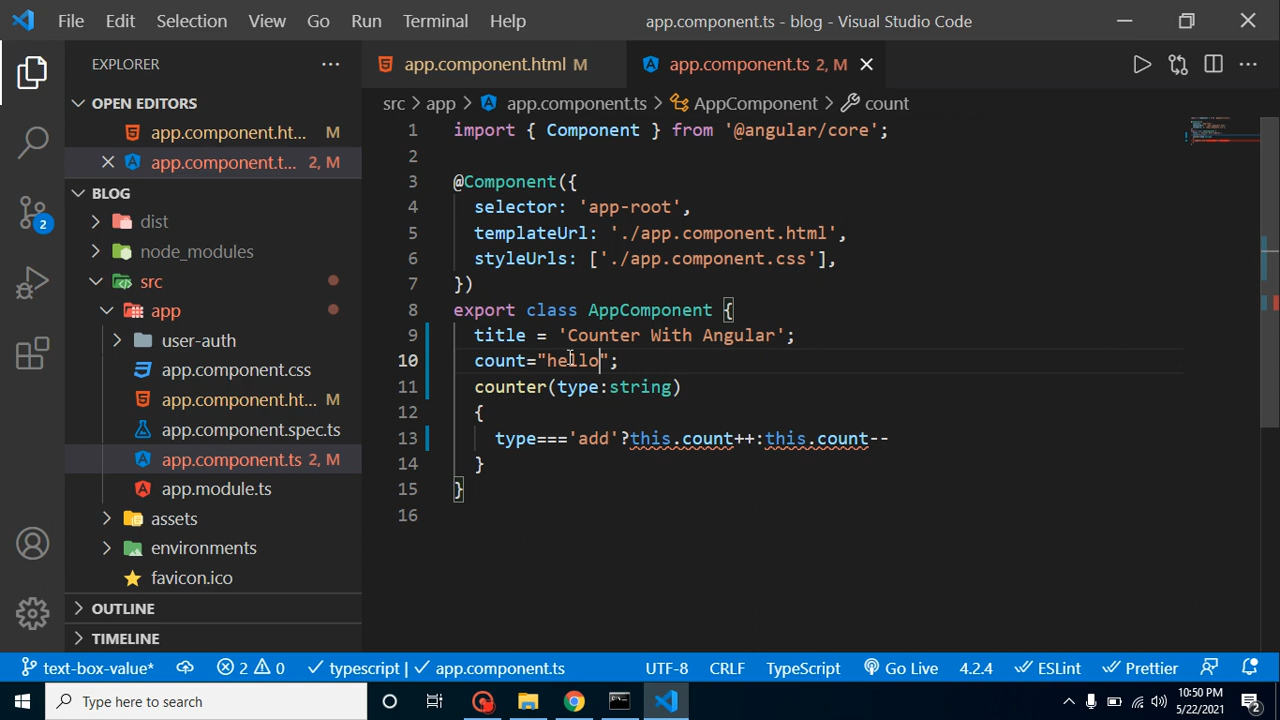 File Edit Selection View Go Run Terminal Help app.component.ts - blog - Visual Studio Code
EXPLORER
OPEN EDITORS
app.component.ht... M
app.component.t... 2, M
BLOG
dist
node_modules
src
app
user-auth
app.component.css
app.component.ht... M
app.component.spec.ts
app.component.ts 2, M
app.module.ts
assets
environments
favicon.ico
OUTLINE
TIMELINE
app.component.html M app.component.ts 2, M
src > app > app.component.ts > AppComponent > count
1 import { Component } from '@angular/core';
2
3 @Component({
4 selector: 'app-root',
5 templateUrl: './app.component.html',
6 styleUrls: ['./app.component.css'],
7 })
8 export class AppComponent {
9 title = 'Counter With Angular';
10 count="hello";
11 counter(type:string)
12 {
13 type==='add'?this.count++:this.count--
14 }
15 }
16
2
text-box-value* 2 0 typescript | app.component.ts UTF-8 CRLF TypeScript Go Live 4.2.4 ESLint Prettier
Type here to search
10:50 PM
5/22/2021
2